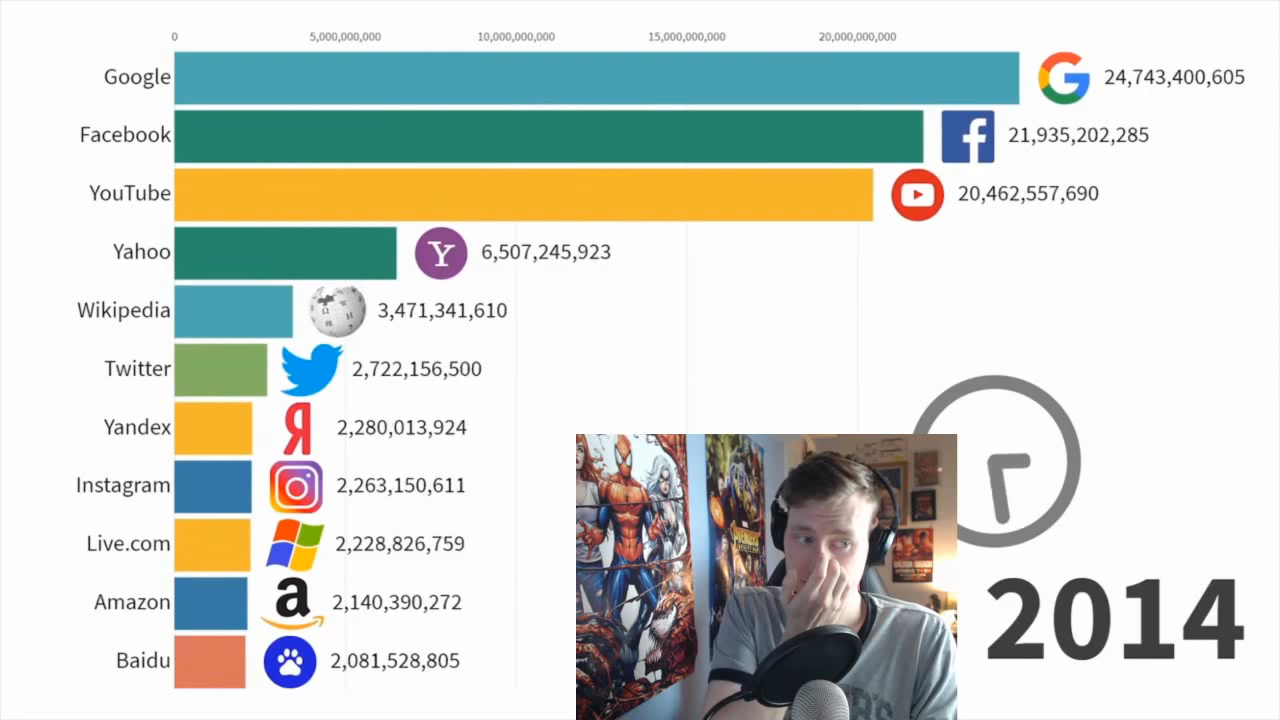 0 5,000,000,000 10,000,000,000 15,000,000,000 20,000,000,000
Google 24,743,400,605
Facebook 21,935,202,285
YouTube 20,462,557,690
Yahoo Y 6,507,245,923
Wikipedia 3,471,341,610
Twitter 2,722,156,500
Yandex Я 2,280,013,924
Instagram 2,263,150,611
Live.com 2,228,826,759
Amazon a 2,140,390,272
Baidu 2,081,528,805
2014